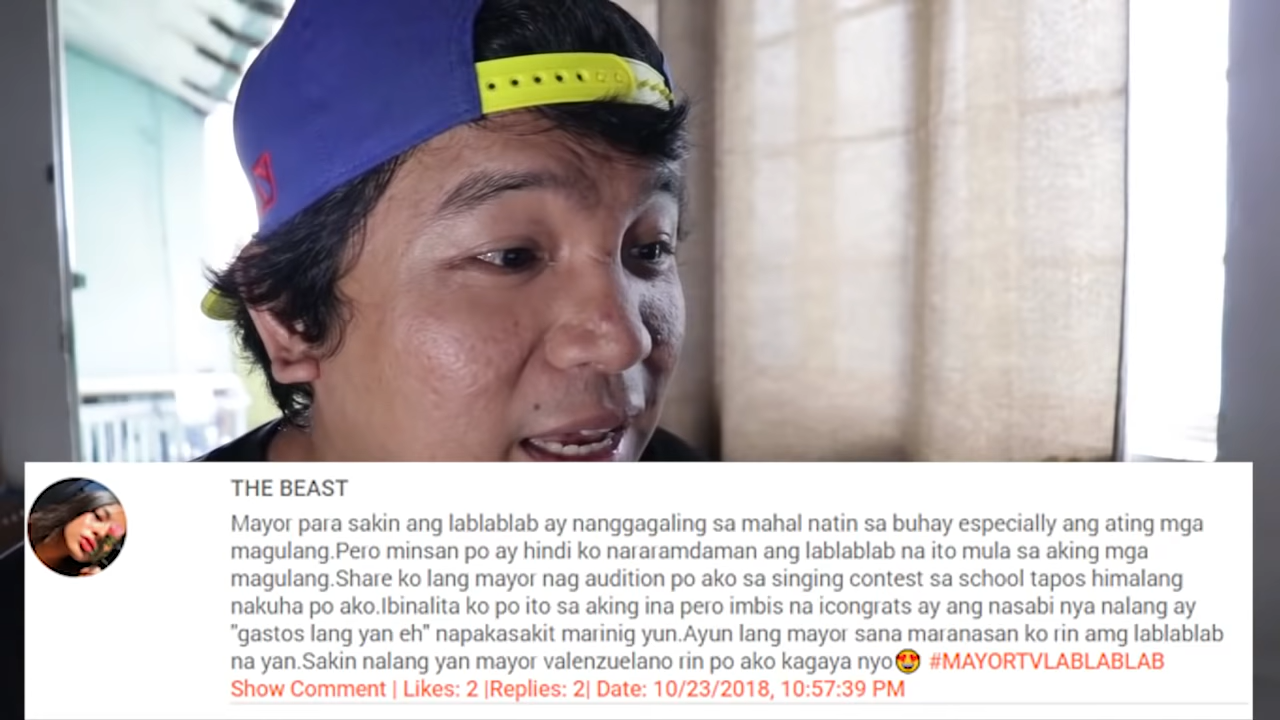 THE BEAST
Mayor para sakin ang lablablab ay nanggagaling sa mahal natin sa buhay especially ang ating mga
magulang.Pero minsan po ay hindi ko nararamdaman ang lablablab na ito mula sa aking mga
magulang.Share ko lang mayor nag audition po ako sa singing contest sa school tapos himalang
nakuha po ako.Ibinalita ko po ito sa aking ina pero imbis na icongrats ay ang nasabi nya nalang ay
"gastos lang yan eh" napakasakit marinig yun.Ayun lang mayor sana maranasan ko rin amg lablablab
na yan.Sakin nalang yan mayor valenzuelano rin po ako kagaya nyo😍 #MAYORTVLABLABLAB
Show Comment | Likes: 2 |Replies: 2| Date: 10/23/2018, 10:57:39 PM